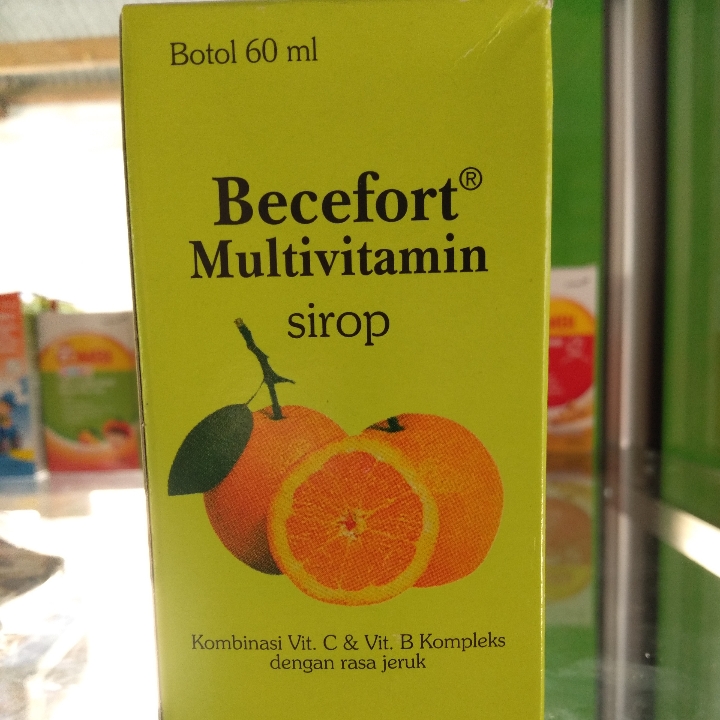 Botol 60 ml
Becefort®
Multivitamin
sirop
Kombinasi Vit. C & Vit. B Kompleks
dengan rasa jeruk